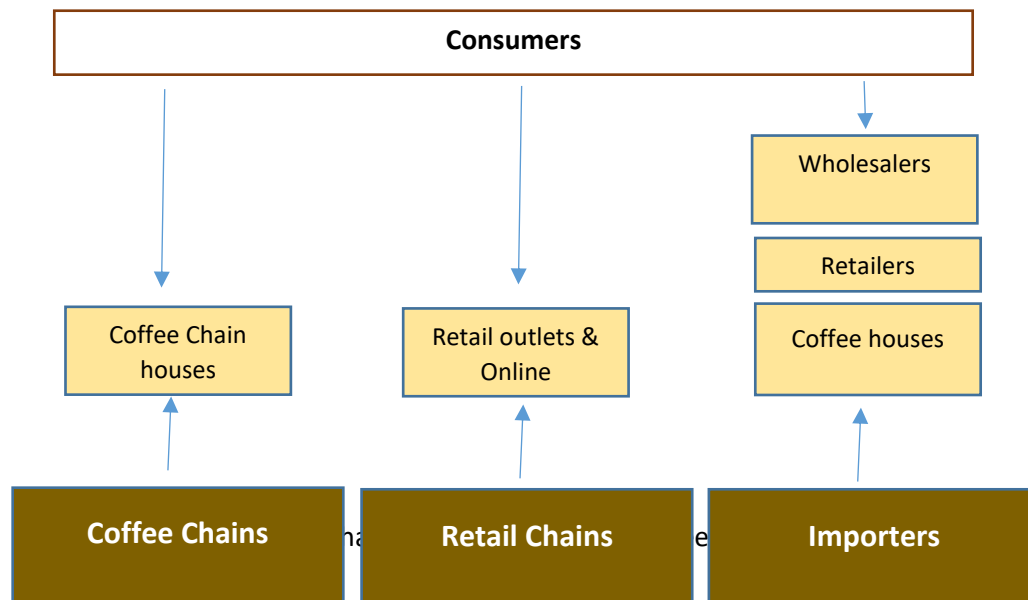 Consumers
Wholesalers
Retailers
Coffee Chain
houses
Retail outlets &
Online
Coffee houses
Coffee Chains
Retail Chains
Importers